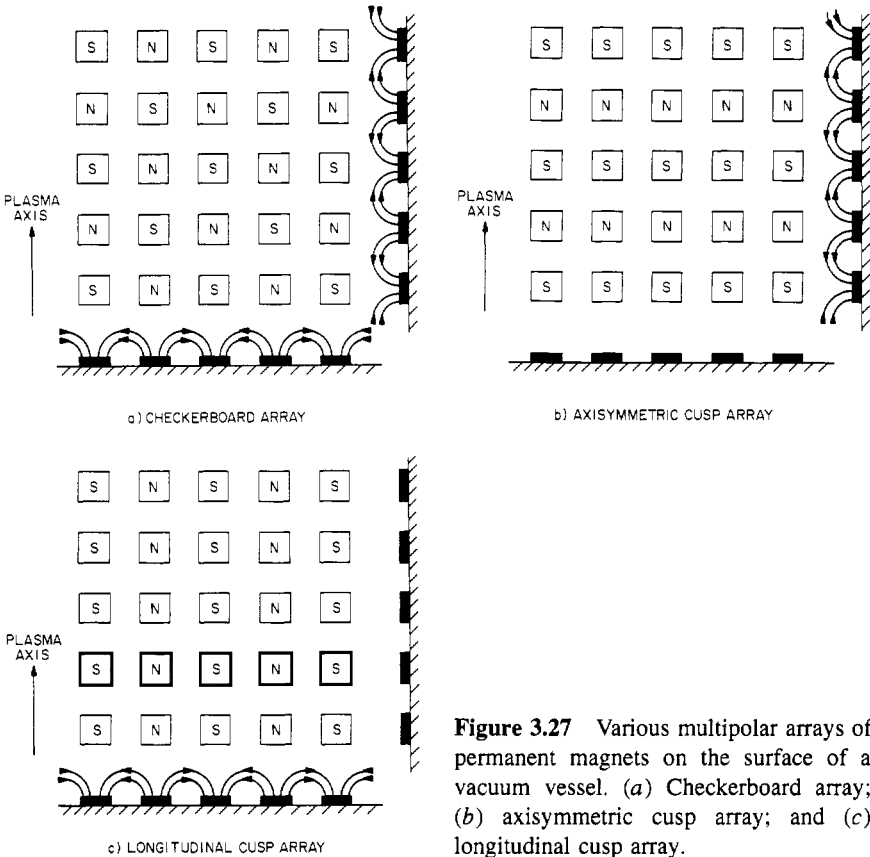 S N S N S
N S N S N
S N S N S
PLASMA
AXIS
N S N S N
S N S N S
a) CHECKERBOARD ARRAY
S S S S S
N N N N N
S S S S S
PLASMA
AXIS
N N N N N
S S S S S
b) AXISYMMETRIC CUSP ARRAY
S N S N S
S N S N S
S N S N S
PLASMA
AXIS
S N S N S
S N S N S
c) LONGITUDINAL CUSP ARRAY
Figure 3.27 Various multipolar arrays of
permanent magnets on the surface of a
vacuum vessel. (a) Checkerboard array;
(b) axisymmetric cusp array; and (c)
longitudinal cusp array.